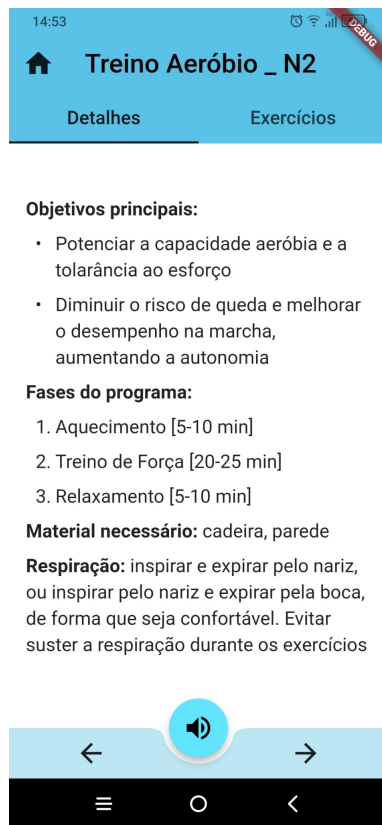 14:53
DEBUG
Treino Aeróbio _ N2
Detalhes Exercícios
Objetivos principais:
• Potenciar a capacidade aeróbia e a
tolarância ao esforço
• Diminuir o risco de queda e melhorar
o desempenho na marcha,
aumentando a autonomia
Fases do programa:
1. Aquecimento [5-10 min]
2. Treino de Força [20-25 min]
3. Relaxamento [5-10 min]
Material necessário: cadeira, parede
Respiração: inspirar e expirar pelo nariz,
ou inspirar pelo nariz e expirar pela boca,
de forma que seja confortável. Evitar
suster a respiração durante os exercícios